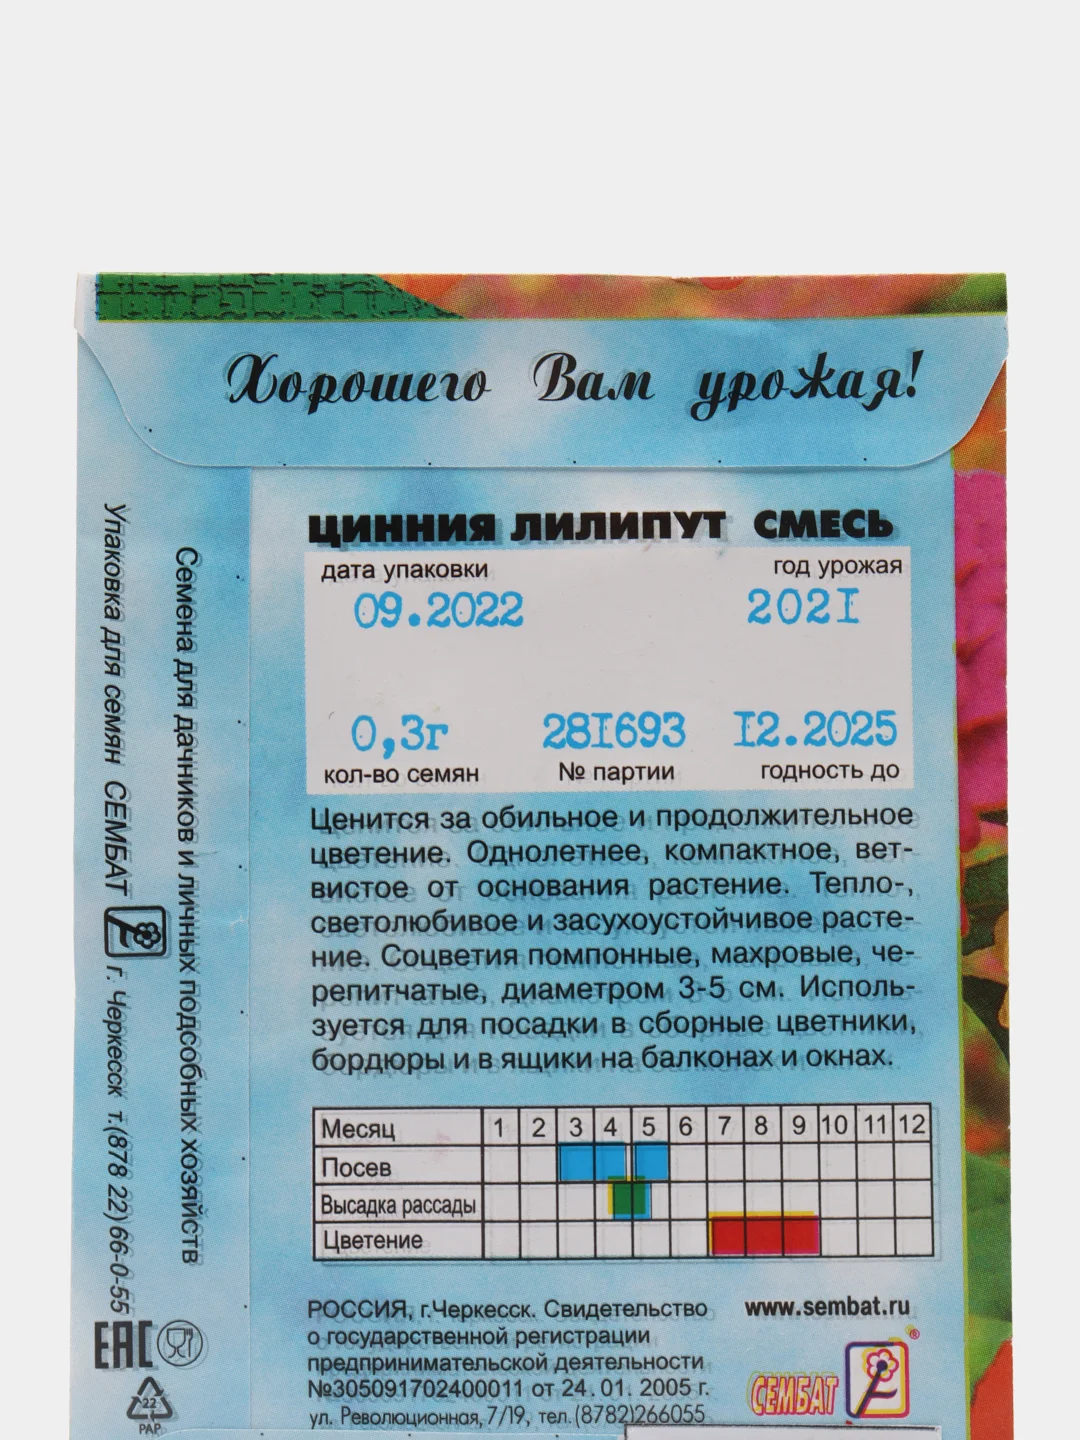 Хорошего Вам урожая!
ЦИННИЯ ЛИЛИПУТ СМЕСЬ
дата упаковки год урожая
09.2022 2021
0,3г 281693 12.2025
кол-во семян № партии годность до
Ценится за обильное и продолжительное
цветение. Однолетнее, компактное, вет-
вистое от основания растение. Тепло-,
светолюбивое и засухоустойчивое расте-
ние. Соцветия помпонные, махровые, че-
репитчатые, диаметром 3-5 см. Исполь-
зуется для посадки в сборные цветники,
бордюры и в ящики на балконах и окнах.
Месяц 1 2 3 4 5 6 7 8 9 10 11 12
Посев
Высадка рассады
Цветение
РОССИЯ, г.Черкесск. Свидетельство
о государственной регистрации
предпринимательской деятельности
№305091702400011 от 24.01.2005 г.
ул. Революционная, 7/19, тел.(8782)266055
www.sembat.ru
®
СЕМБАТ
Семена для дачников и личных подсобных хозяйств
Упаковка для семян СЕМБАТ г. Черкесск т.(878 22)66-0-55
EAC
22
PAP